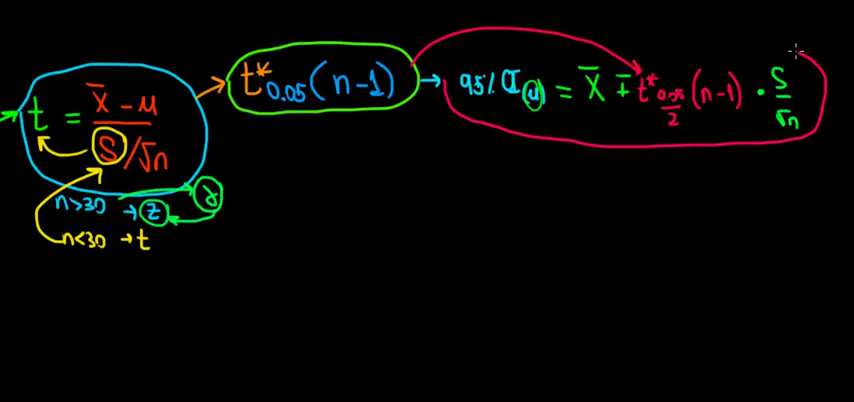 t = x̄ - μ / S/√n → t*0.05 (n-1) → 95% CI μ = x̄ ∓ t*0.05/2 (n-1) · S/√n
n>30 → z
n<30 → t